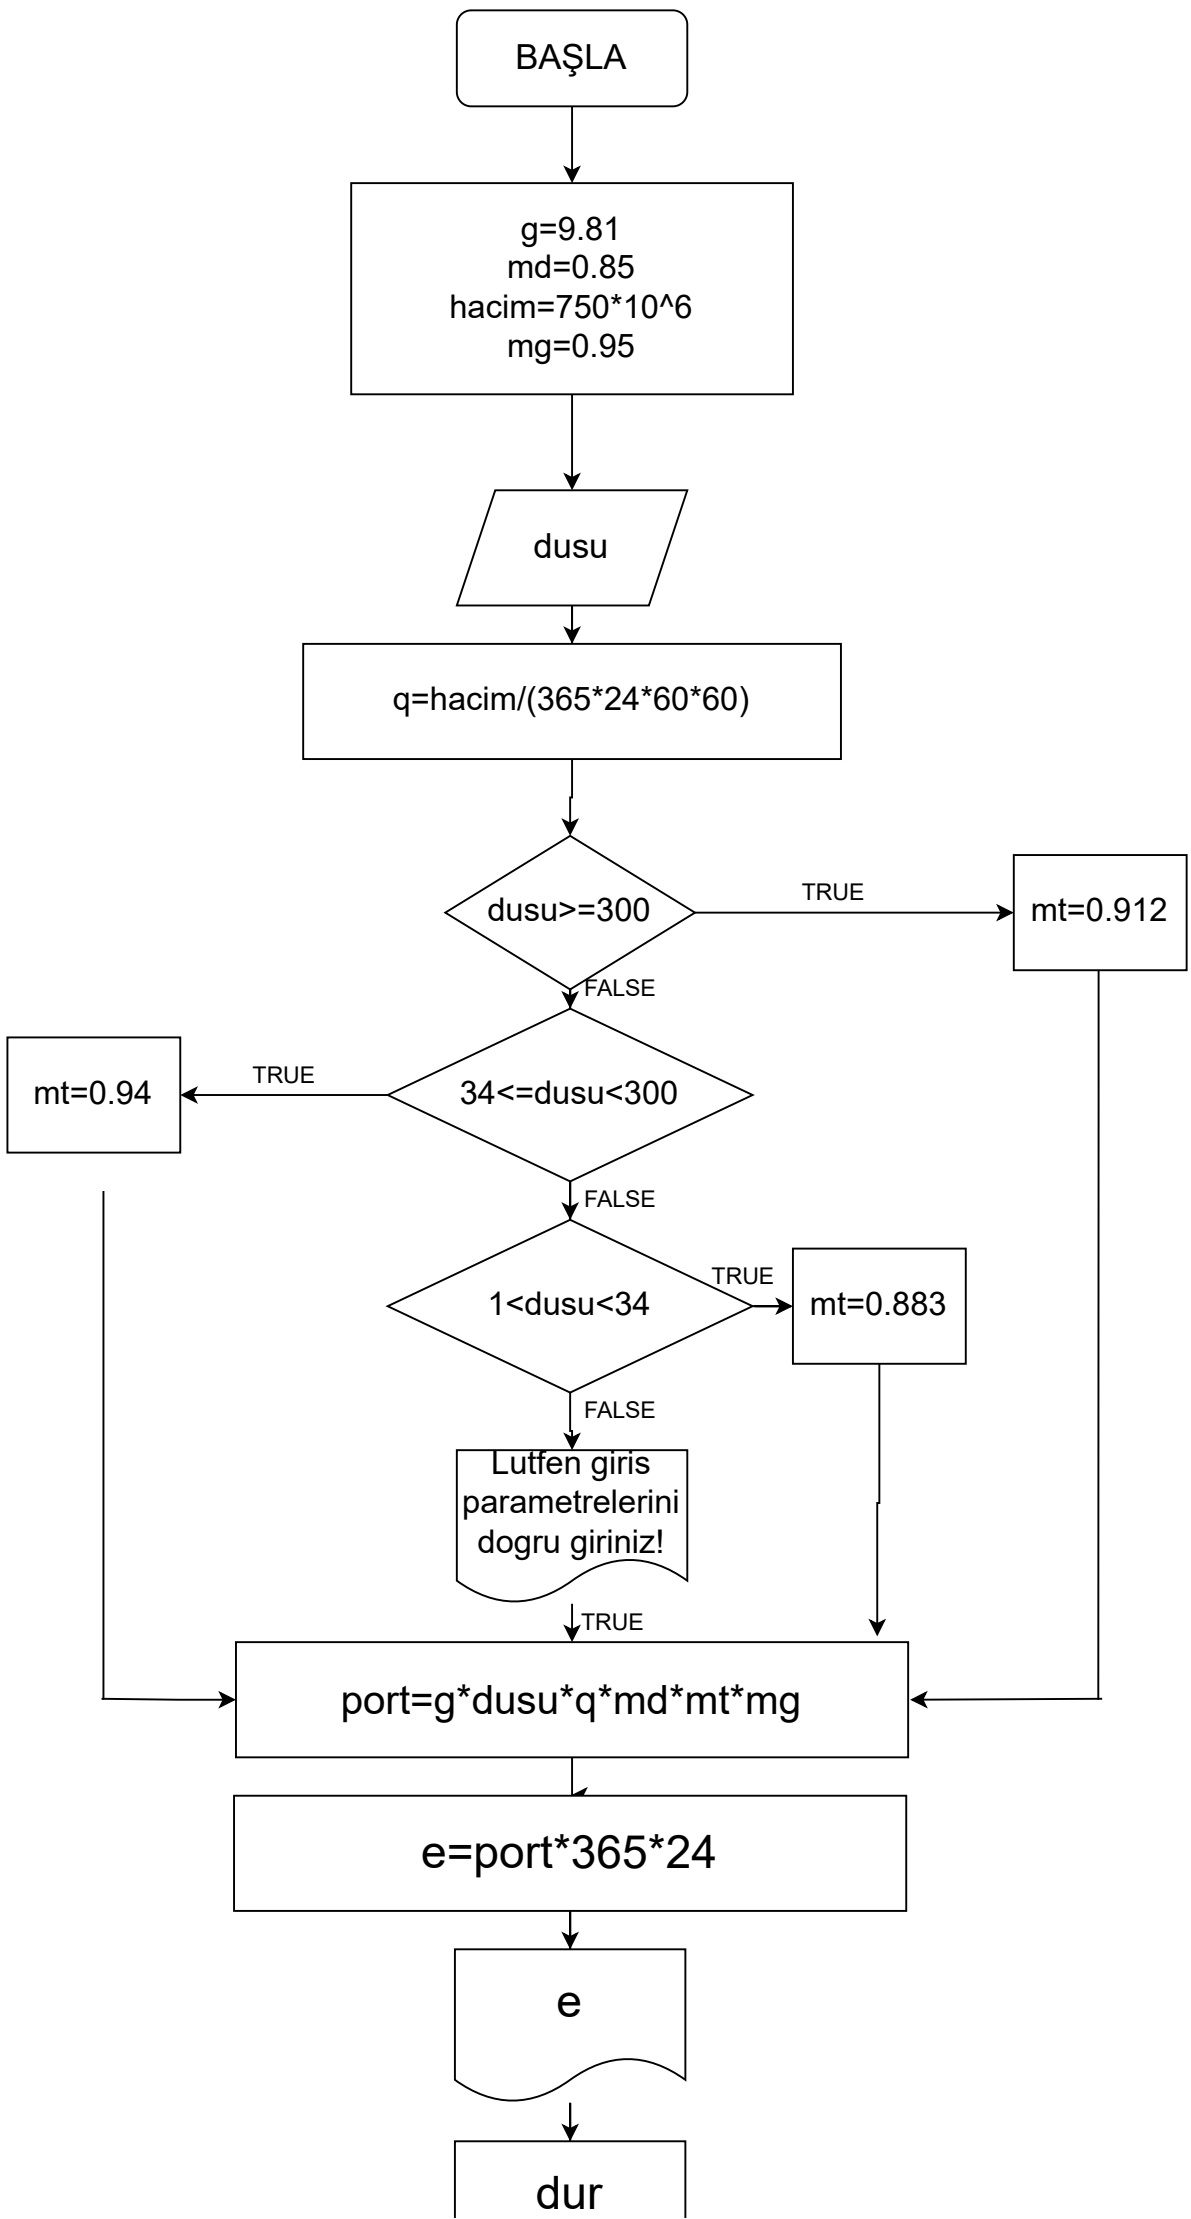 BAŞLA
g=9.81
md=0.85
hacim=750*10^6
mg=0.95
dusu
q=hacim/(365*24*60*60)
dusu>=300
TRUE
mt=0.912
FALSE
34<=dusu<300
TRUE
mt=0.94
FALSE
1<dusu<34
TRUE
mt=0.883
FALSE
Lutfen giris
parametrelerini
dogru giriniz!
TRUE
port=g*dusu*q*md*mt*mg
e=port*365*24
e
dur